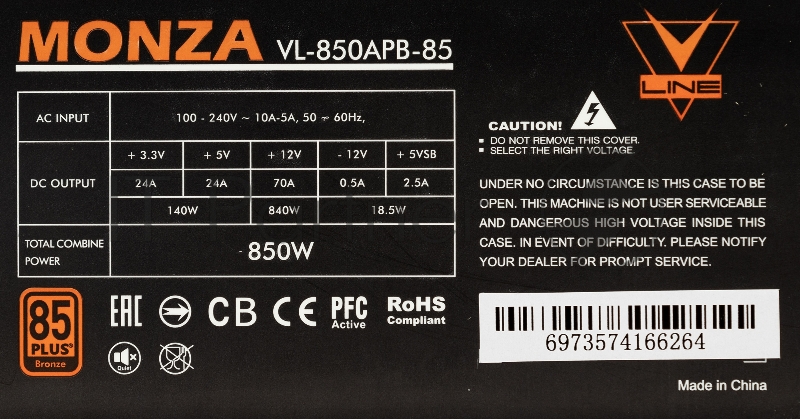 MONZA VL-850APB-85
V LINE
AC INPUT 100 - 240V ~ 10A-5A, 50 ~ 60Hz,
DC OUTPUT + 3.3V + 5V + 12V - 12V + 5VSB
24A 24A 70A 0.5A 2.5A
140W 840W 18.5W
TOTAL COMBINE
POWER
850W
CAUTION!
DO NOT REMOVE THIS COVER.
SELECT THE RIGHT VOLTAGE.
UNDER NO CIRCUMSTANCE IS THIS CASE TO BE
OPEN. THIS MACHINE IS NOT USER SERVICEABLE
AND DANGEROUS HIGH VOLTAGE INSIDE THIS
CASE. IN EVENT OF DIFFICULTY. PLEASE NOTIFY
YOUR DEALER FOR PROMPT SERVICE.
85
PLUS®
Bronze
EAC
CB
CE
PFC
Active
RoHS
Compliant
Quiet
6973574166264
Made in China